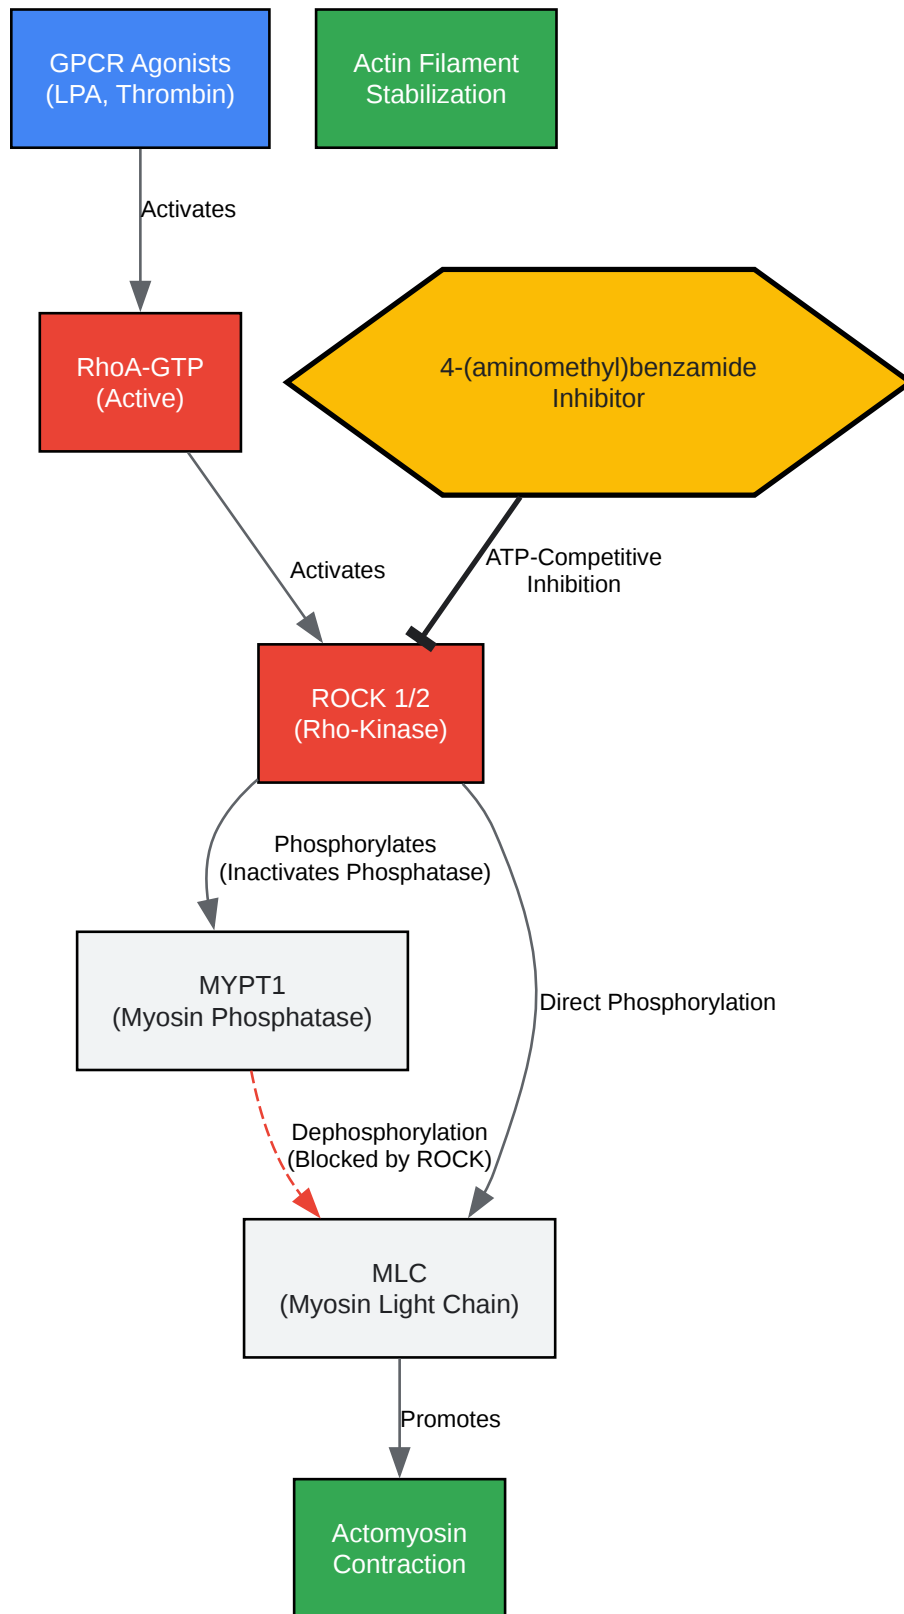 GPCR Agonists
(LPA, Thrombin)
Actin Filament
Stabilization
Activates
RhoA-GTP
(Active)
4-(aminomethyl)benzamide
Inhibitor
Activates
ATP-Competitive
Inhibition
ROCK 1/2
(Rho-Kinase)
Phosphorylates
(Inactivates Phosphatase)
MYPT1
(Myosin Phosphatase)
Direct Phosphorylation
Dephosphorylation
(Blocked by ROCK)
MLC
(Myosin Light Chain)
Promotes
Actomyosin
Contraction